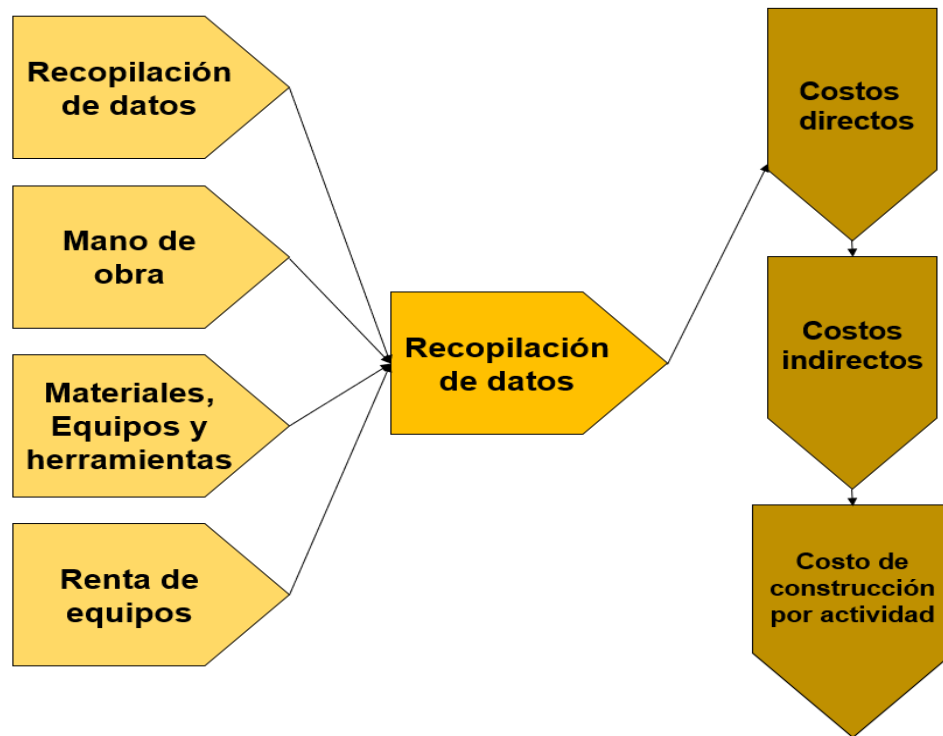 Recopilación
de datos
Mano de
obra
Materiales,
Equipos y
herramientas
Renta de
equipos
Recopilación
de datos
Costos
directos
Costos
indirectos
Costo de
construcción
por actividad